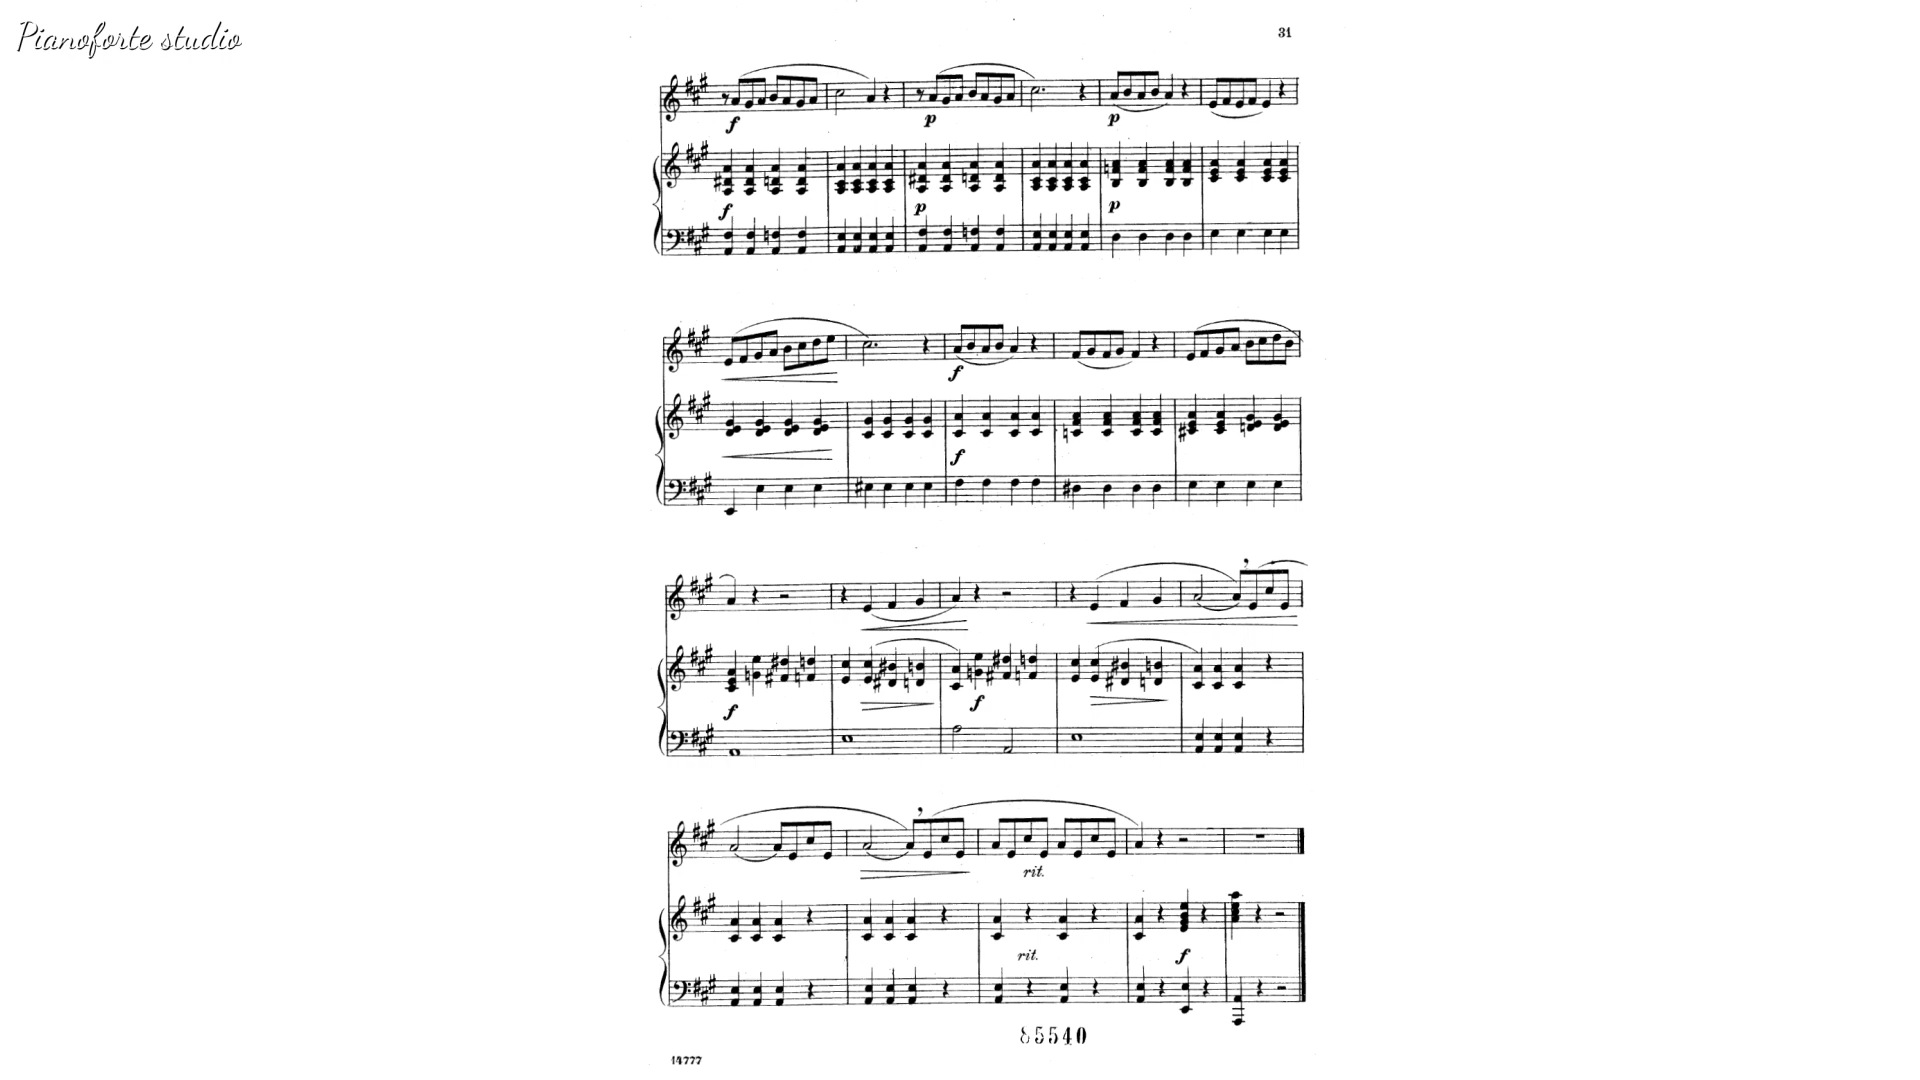 Pianoforte studio
31
f p p
f p p
f
f
f f
rit.
rit.
f
85540
14777